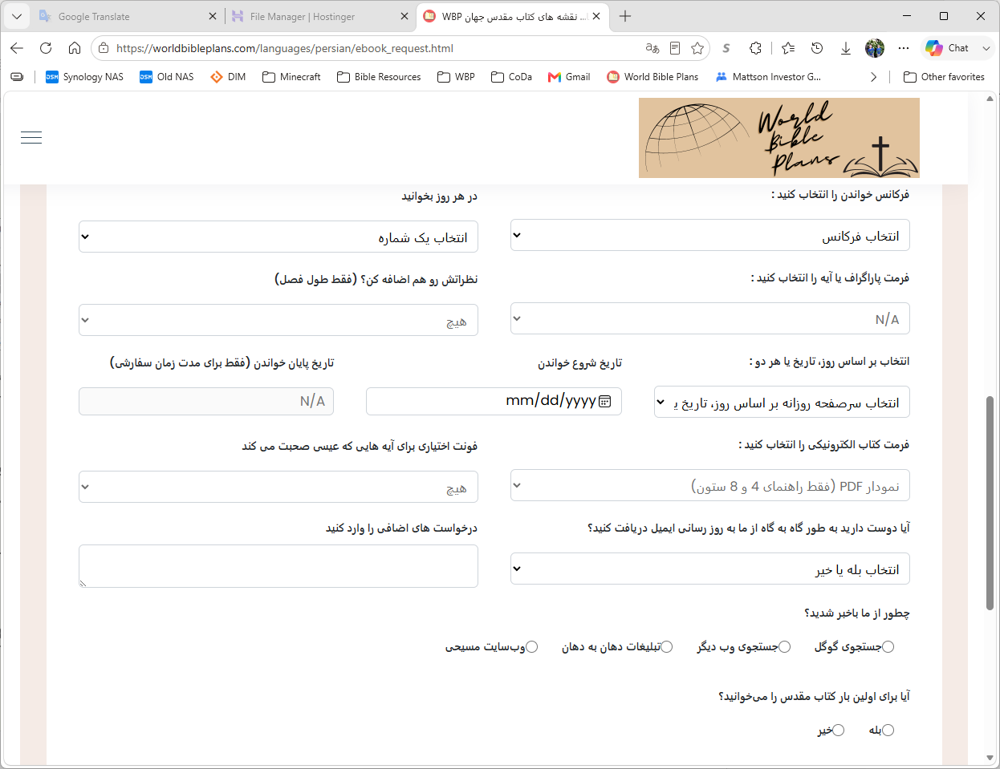 Google Translate
File Manager | Hostinger
WBP نقشه های کتاب مقدس جهان ...
https://worldbibleplans.com/languages/persian/ebook_request.html
Chat
Synology NAS
Old NAS
DIM
Minecraft
Bible Resources
WBP
CoDa
Gmail
World Bible Plans
Mattson Investor G...
Other favorites
World
Bible
Plans
فرکانس خواندن را انتخاب کنید :
در هر روز بخوانید
انتخاب فرکانس
انتخاب یک شماره
فرمت پاراگراف یا آیه را انتخاب کنید :
نظراتش رو هم اضافه کن؟ (فقط طول فصل)
N/A
هیچ
انتخاب بر اساس روز، تاریخ یا هر دو :
تاریخ شروع خواندن
تاریخ پایان خواندن (فقط برای مدت زمان سفارشی)
انتخاب سرصفحه روزانه بر اساس روز، تاریخ ی
mm/dd/yyyy
N/A
فرمت کتاب الکترونیکی را انتخاب کنید :
فونت اختیاری برای آیه هایی که عیسی صحبت می کند
نمودار PDF (فقط راهنمای 4 و 8 ستون)
هیچ
آیا دوست دارید به طور گاه به گاه از ما به روز رسانی ایمیل دریافت کنید؟
درخواست های اضافی را وارد کنید
انتخاب بله یا خیر
چطور از ما باخبر شدید؟
جستجوی گوگل
جستجوی وب دیگر
تبلیغات دهان به دهان
وب‌سایت مسیحی
آیا برای اولین بار کتاب مقدس را می‌خوانید؟
بله
خیر